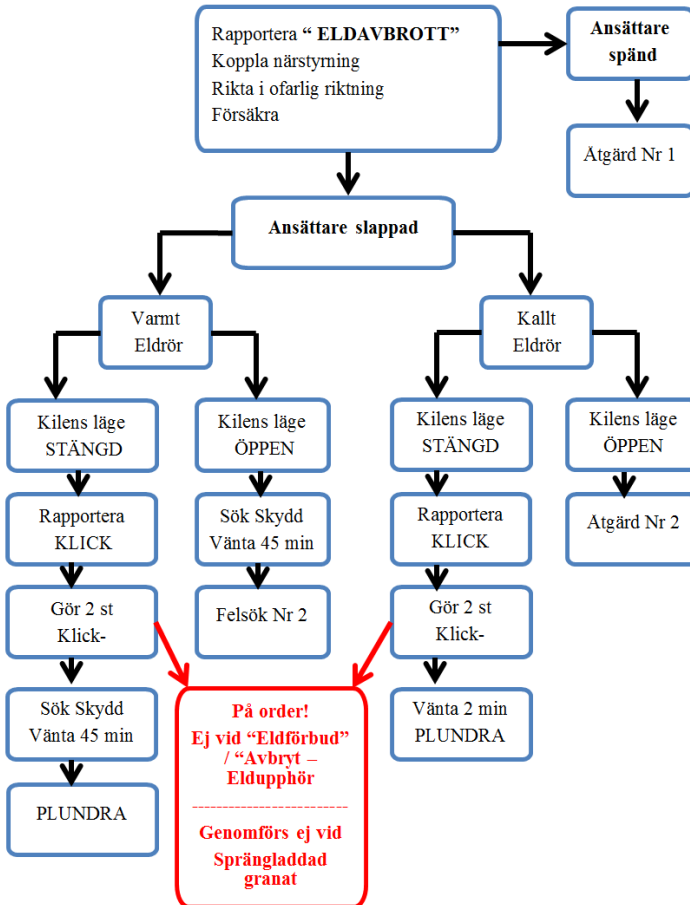 Rapportera “ ELDAVBROTT”
Koppla närstyrning
Rikta i ofarlig riktning
Försäkra
Ansättare
spänd
Åtgärd Nr 1
Ansättare slappad
Varmt
Eldrör
Kallt
Eldrör
Kilens läge
STÄNGD
Kilens läge
ÖPPEN
Kilens läge
STÄNGD
Kilens läge
ÖPPEN
Rapportera
KLICK
Sök Skydd
Vänta 45 min
Rapportera
KLICK
Åtgärd Nr 2
Gör 2 st
Klick-
Felsök Nr 2
Gör 2 st
Klick-
Sök Skydd
Vänta 45 min
På order!
Ej vid “Eldförbud”
/ “Avbryt –
Eldupphör
-------------------------
Genomförs ej vid
Sprängladdad
granat
Vänta 2 min
PLUNDRA
PLUNDRA